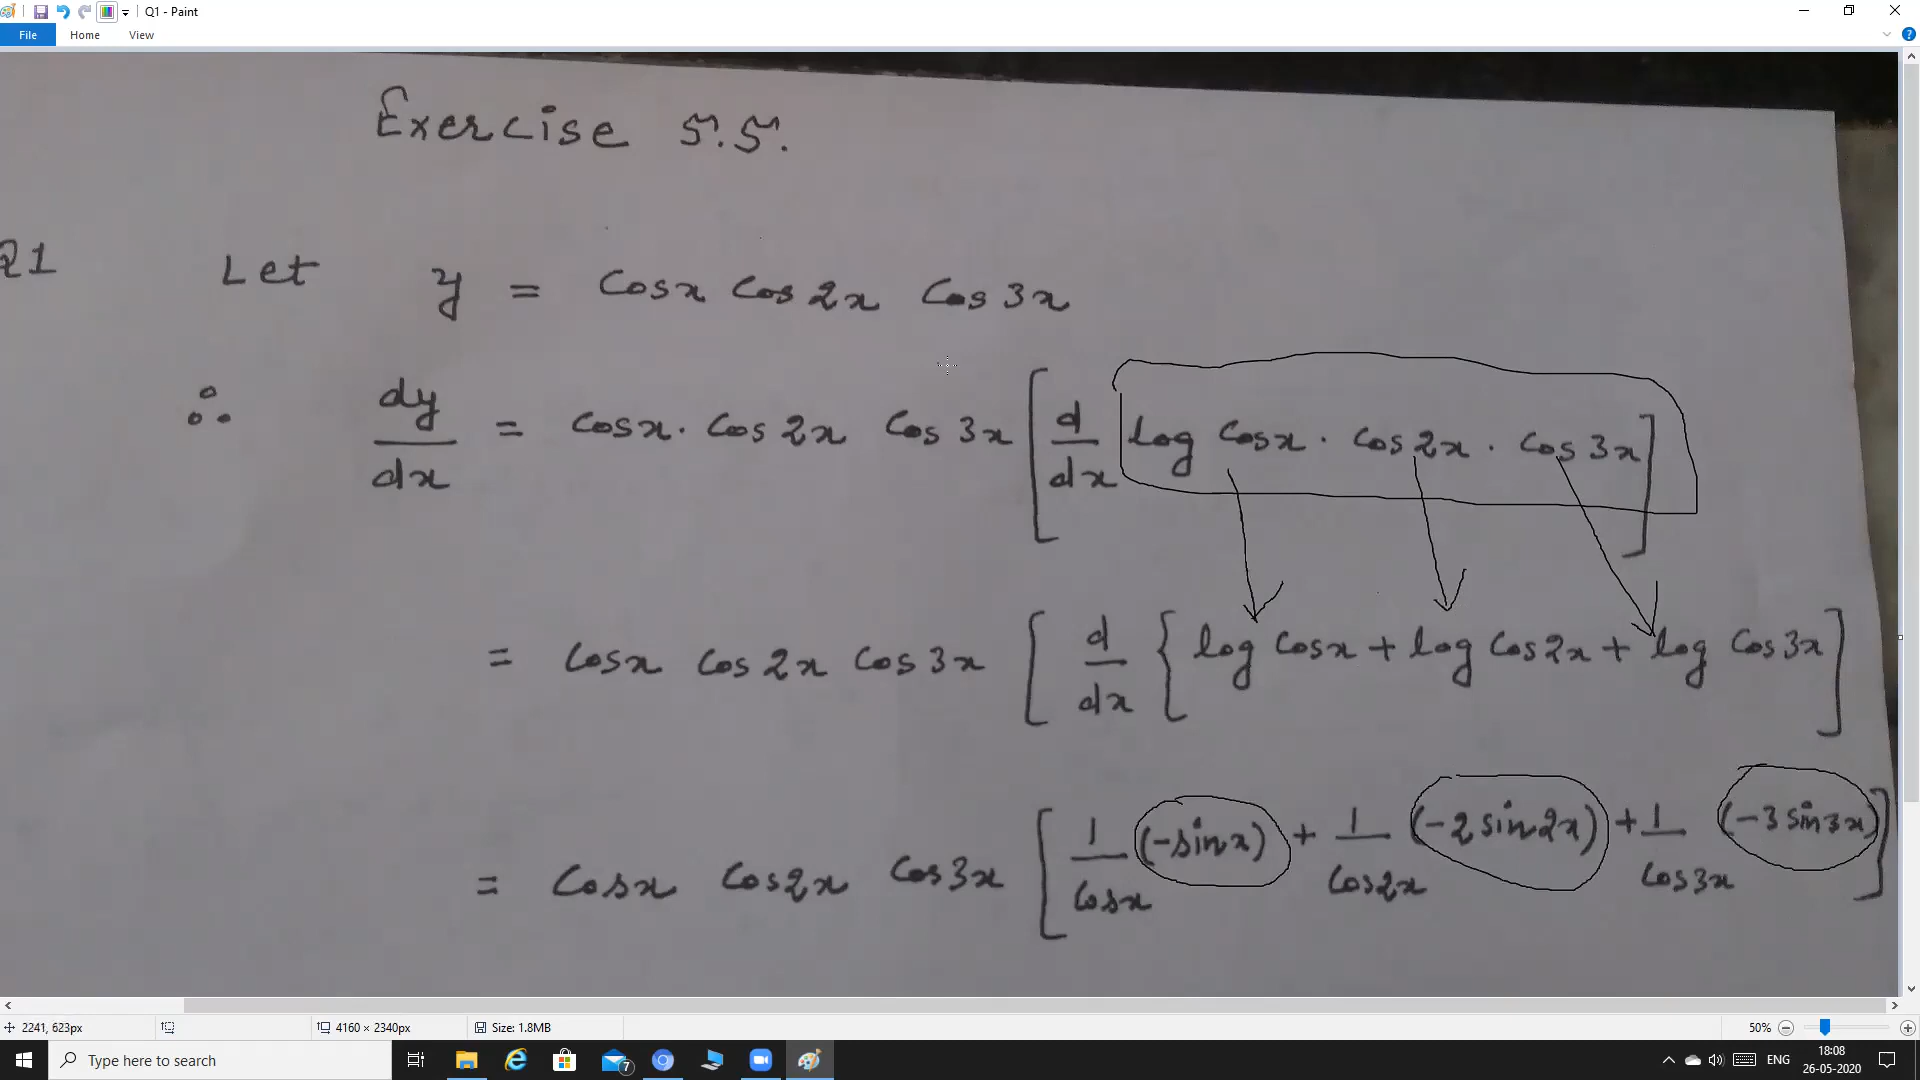 Q1 - Paint
File Home View
Exercise 5.5.
Q1 Let y = Cosx Cos2x Cos3x
∴ dy/dx = Cosx. Cos2x Cos3x [d/dx log Cosx . Cos2x . Cos3x]
= Cosx Cos2x Cos3x [d/dx {log Cosx + log Cos2x + log Cos3x]
= Cosx Cos2x Cos3x [1/Cosx (-sinx) + 1/Cos2x (-2sin2x) + 1/Cos3x (-3sin3x)]
2241, 623px 4160 × 2340px Size: 1.8MB 50%
Type here to search 7 ENG 18:08
26-05-2020